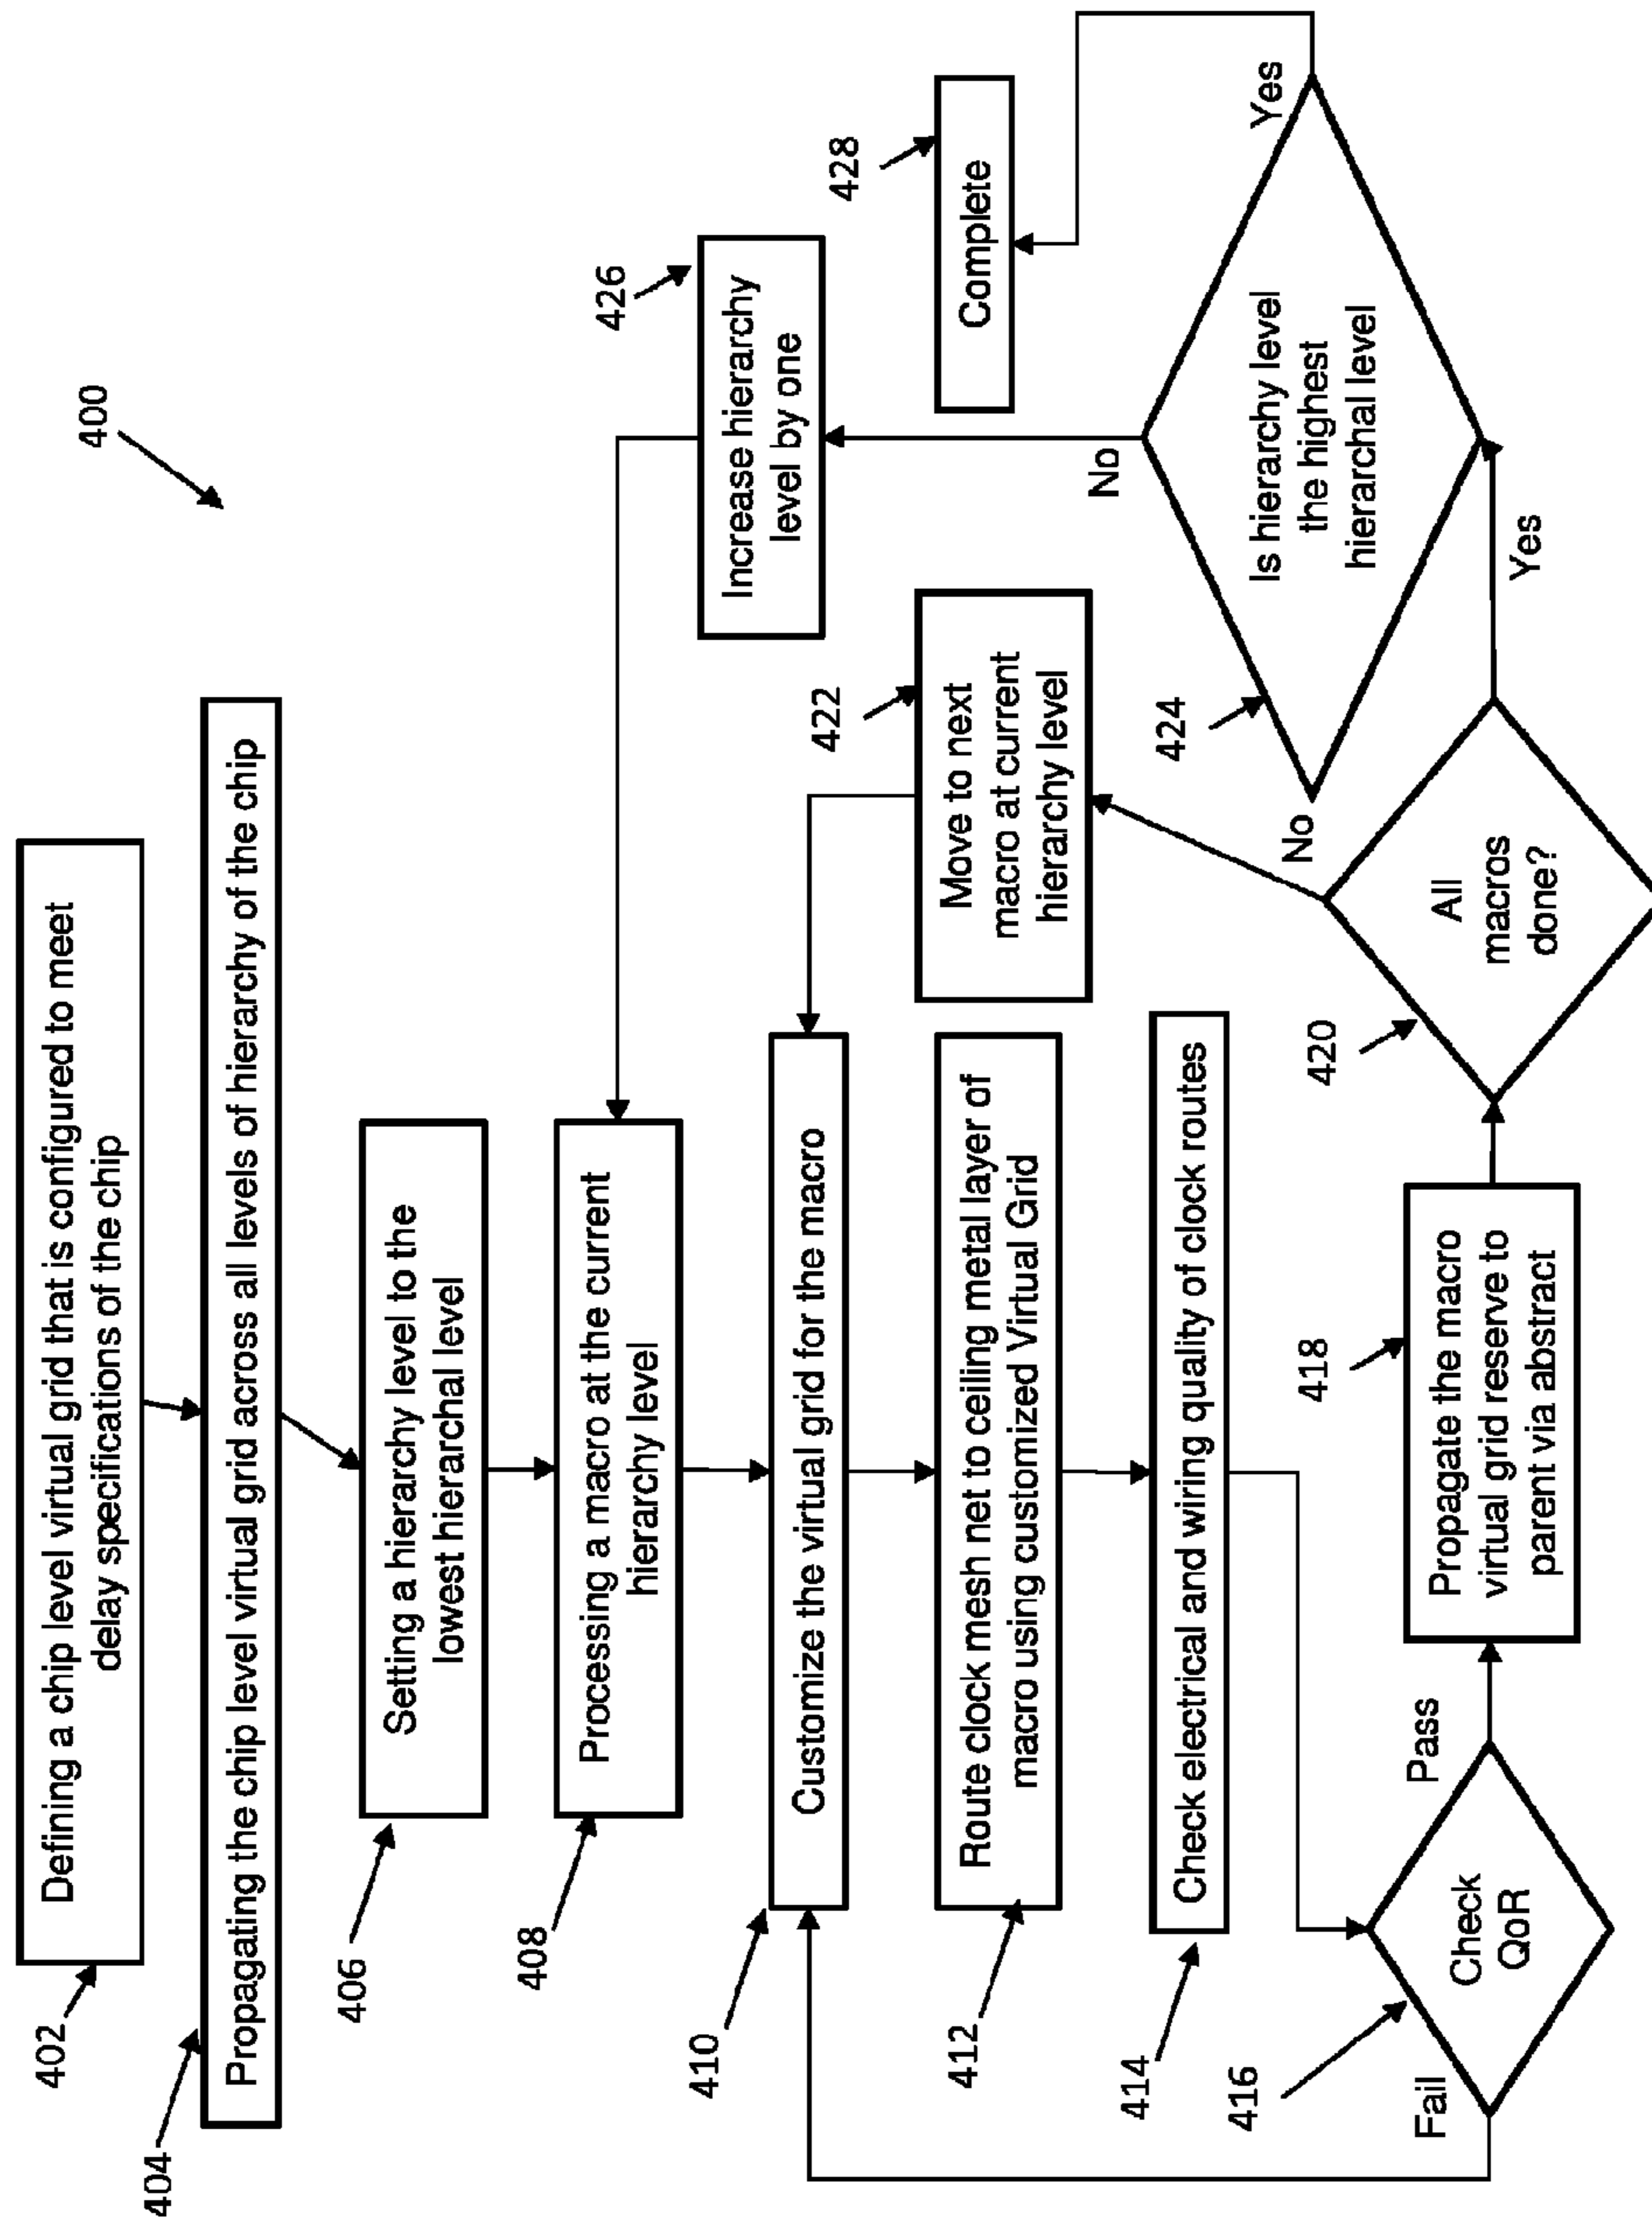 400
402
Defining a chip level virtual grid that is configured to meet
delay specifications of the chip
404
Propagating the chip level virtual grid across all levels of hierarchy of the chip
406
Setting a hierarchy level to the
lowest hierarchal level
408
Processing a macro at the current
hierarchy level
410
Customize the virtual grid for the macro
412
Route clock mesh net to ceiling metal layer of
macro using customized Virtual Grid
414
Check electrical and wiring quality of clock routes
416
Check
QoR
Fail
Pass
418
Propagate the macro
virtual grid reserve to
parent via abstract
420
All
macros
done?
No
Yes
422
Move to next
macro at current
hierarchy level
424
Is hierarchy level
the highest
hierarchal level
No
Yes
426
Increase hierarchy
level by one
428
Complete